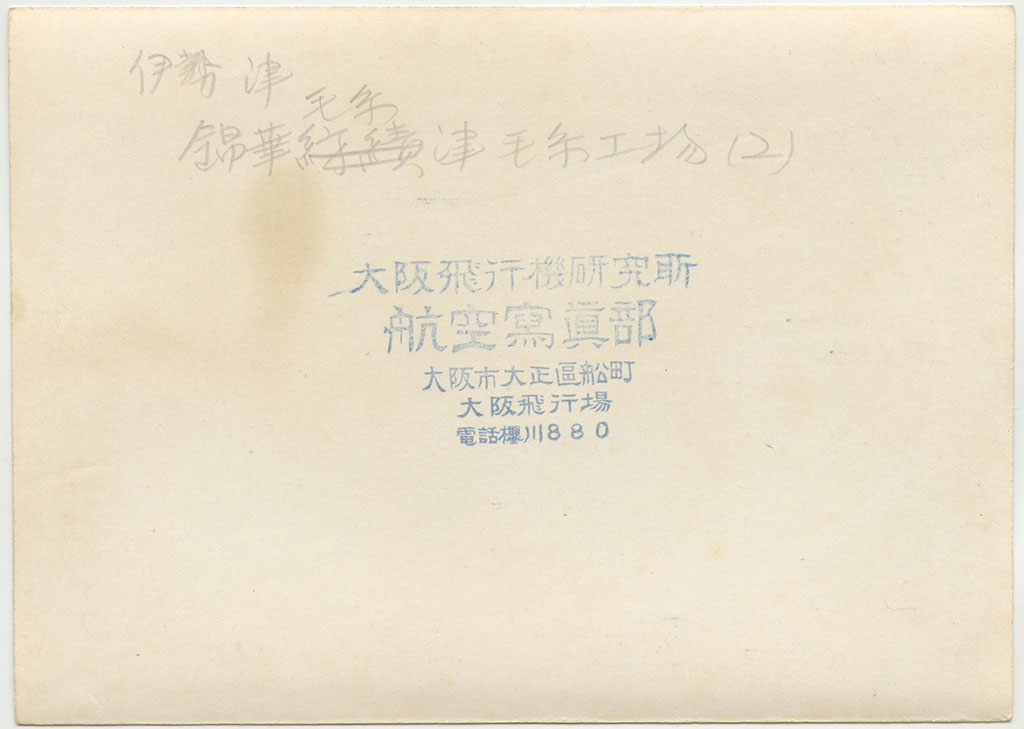 伊勢 津
毛糸
錦華紡績津毛糸工場(2)
大阪飛行機研究所
航空寫眞部
大阪市大正區船町
大阪飛行場
電話櫻川880